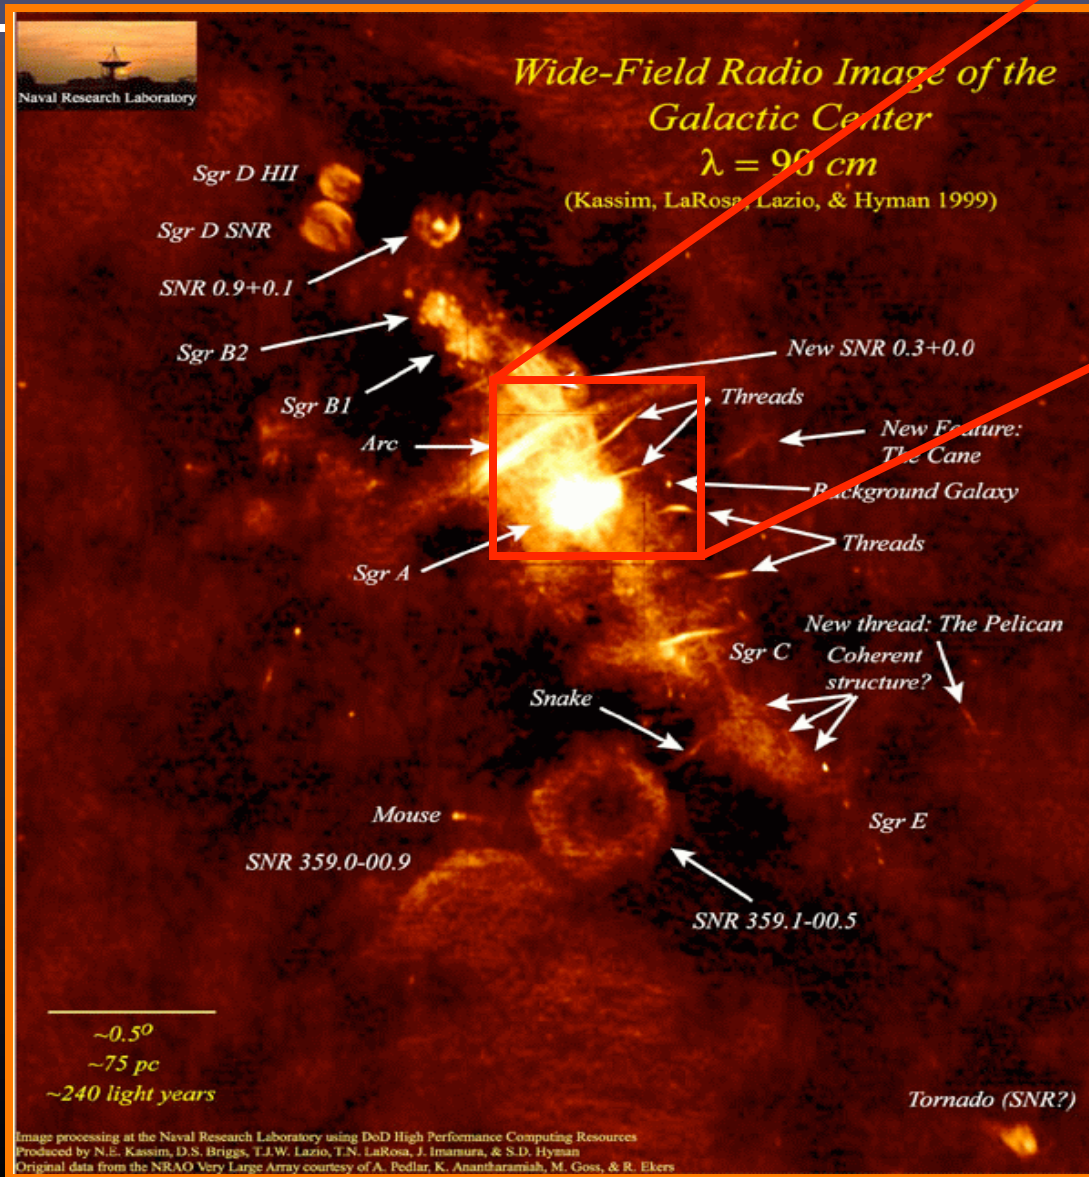 Naval Research Laboratory
Wide-Field Radio Image of the
Galactic Center
λ = 90 cm
(Kassim, LaRosa, Lazio, & Hyman 1999)
Sgr D HII
Sgr D SNR
SNR 0.9+0.1
Sgr B2
Sgr B1
New SNR 0.3+0.0
Threads
Arc
New Feature:
The Cane
Background Galaxy
Threads
Sgr A
New thread: The Pelican
Sgr C
Coherent
structure?
Snake
Mouse
Sgr E
SNR 359.0-00.9
SNR 359.1-00.5
~0.5°
~75 pc
~240 light years
Tornado (SNR?)
Image processing at the Naval Research Laboratory using DoD High Performance Computing Resources
Produced by N.E. Kassim, D.S. Briggs, T.J.W. Lazio, T.N. LaRosa, J. Imamura, & S.D. Hyman
Original data from the NRAO Very Large Array courtesy of A. Pedlar, K. Anantharamiah, M. Goss, & R. Ekers